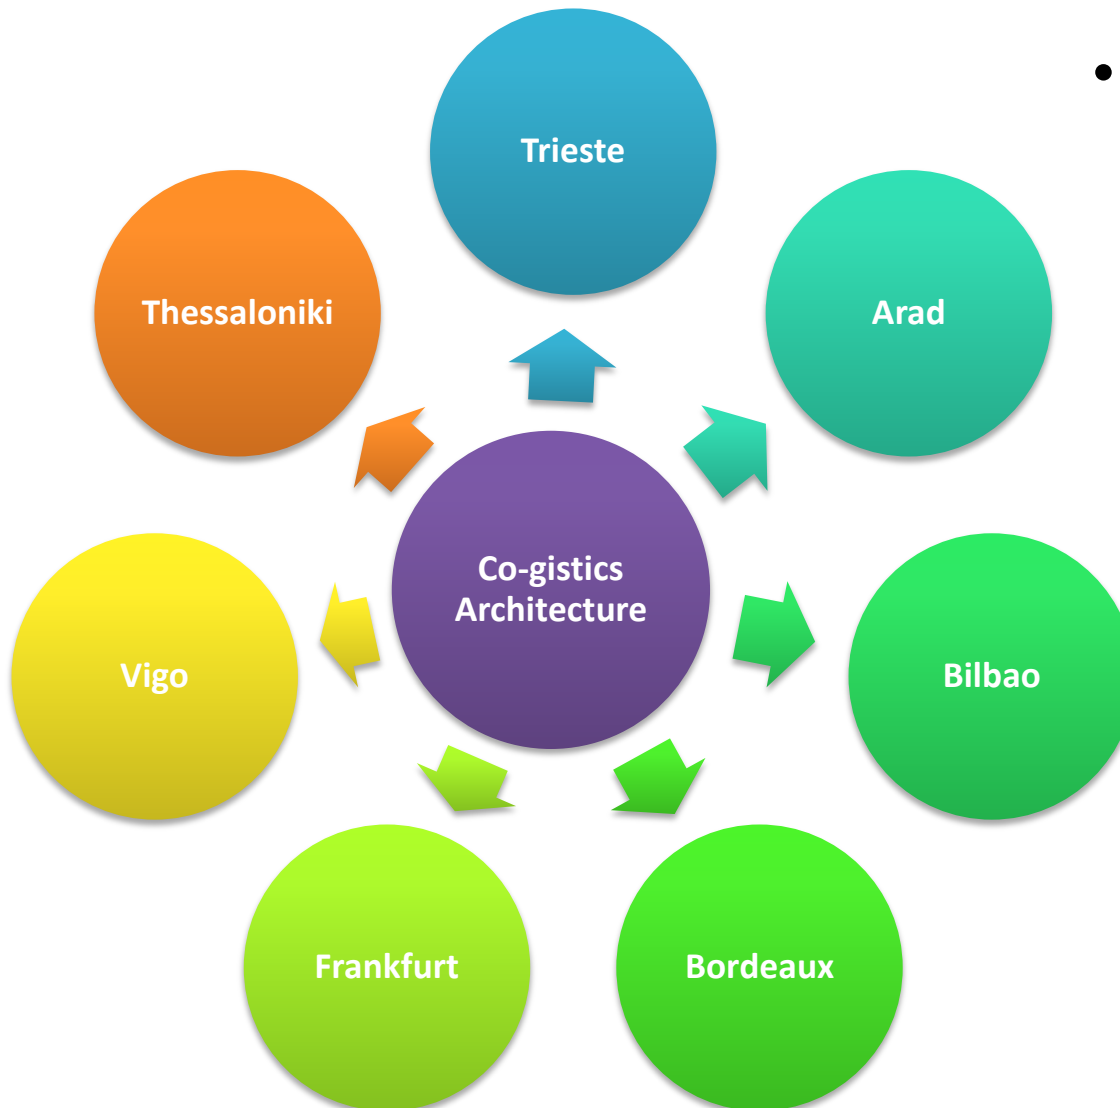 Trieste
Arad
Bilbao
Bordeaux
Frankfurt
Vigo
Thessaloniki
Co-gistics
Architecture
•